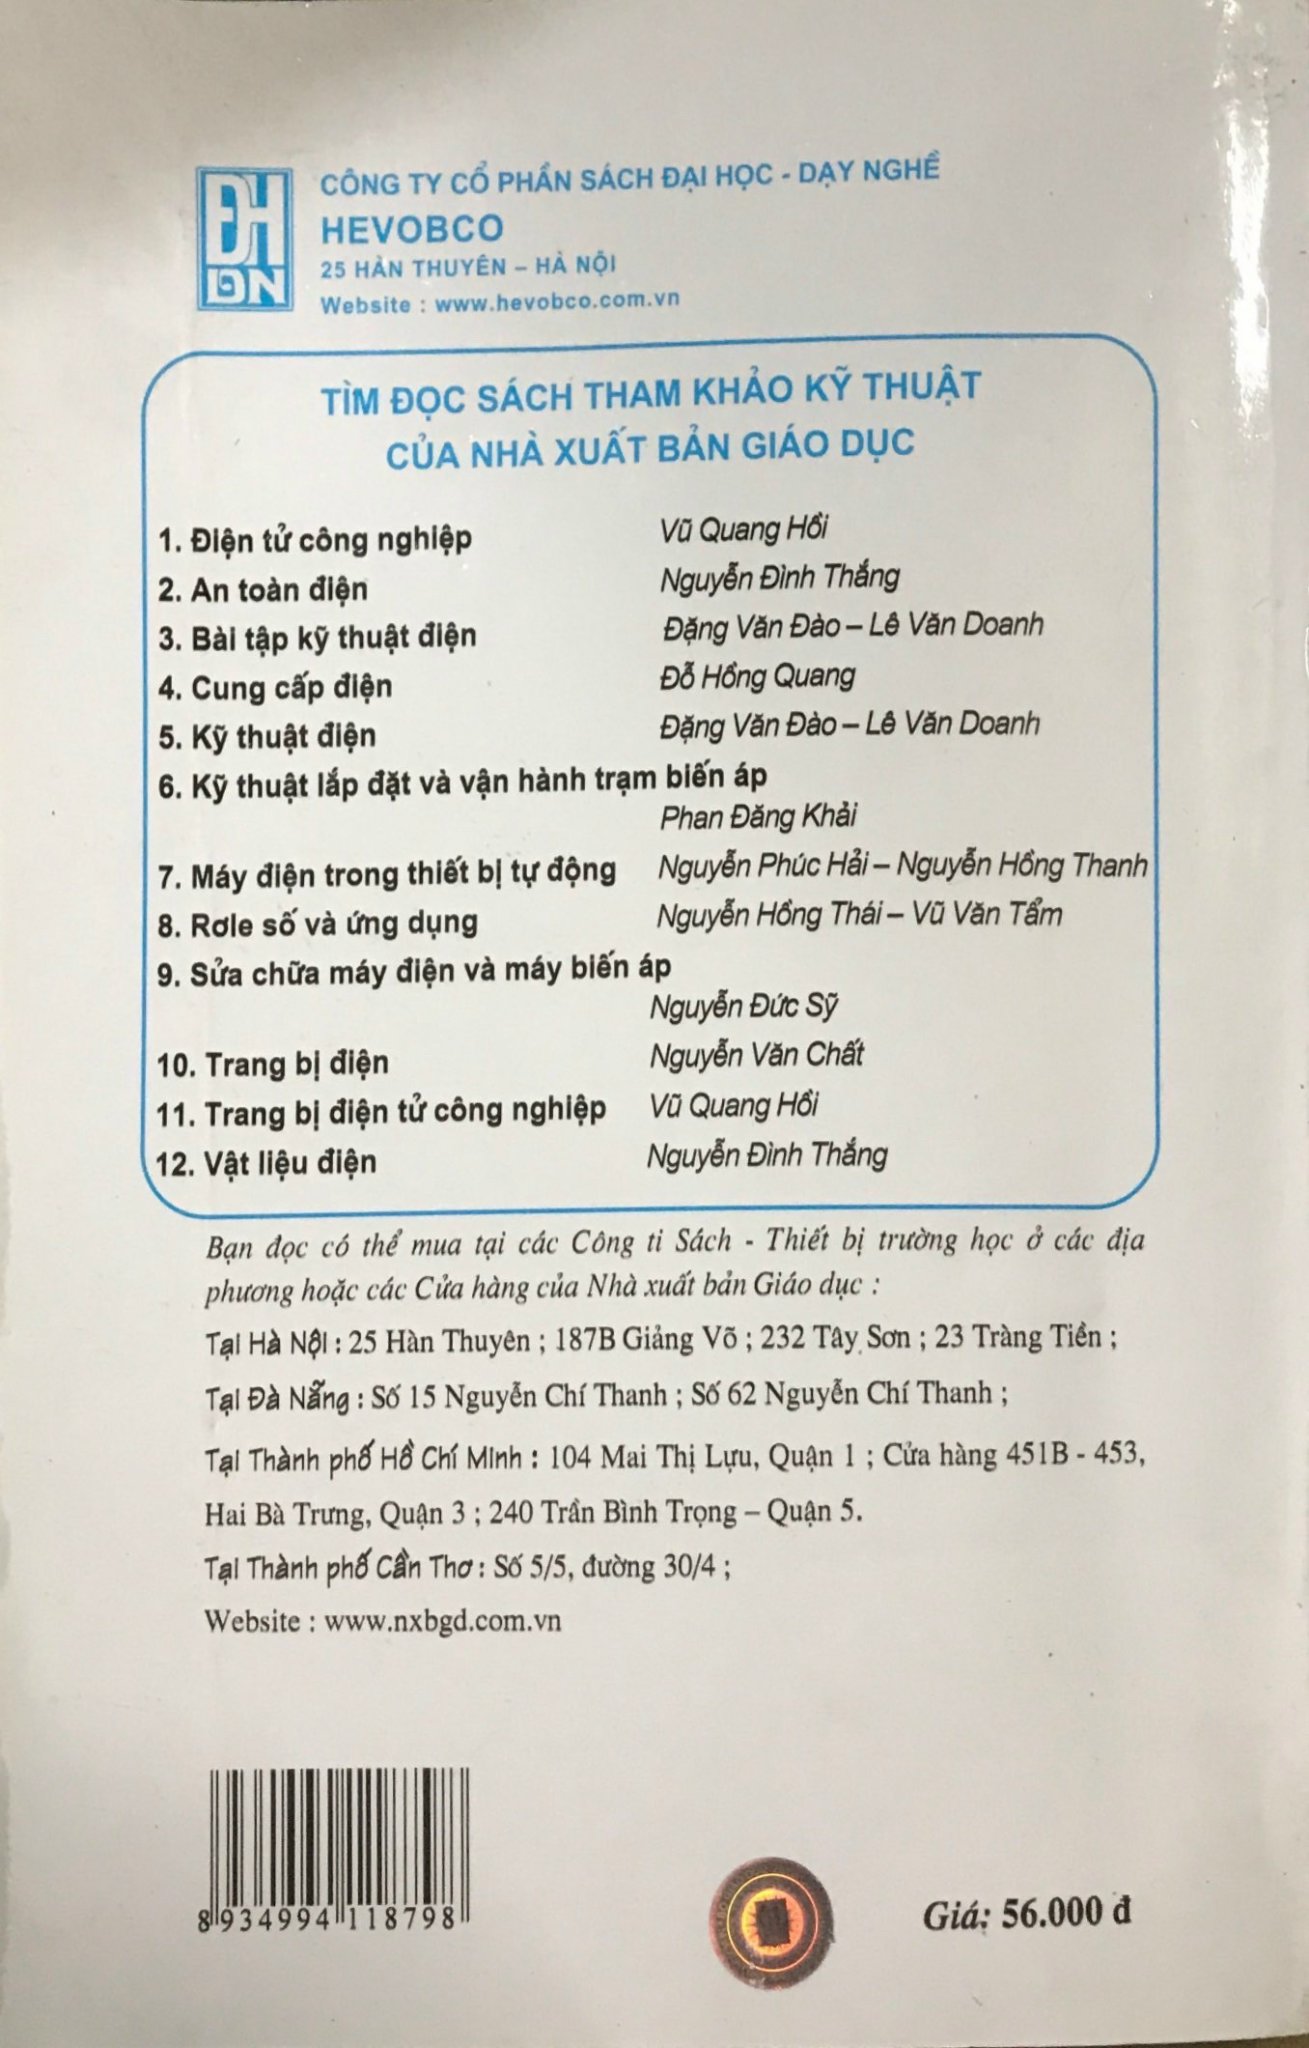 ĐH
DN
CÔNG TY CỔ PHẦN SÁCH ĐẠI HỌC - DẠY NGHỀ
HEVOBCO
25 HÀN THUYÊN – HÀ NỘI
Website : www.hevobco.com.vn
TÌM ĐỌC SÁCH THAM KHẢO KỸ THUẬT
CỦA NHÀ XUẤT BẢN GIÁO DỤC
1. Điện tử công nghiệp Vũ Quang Hồi
2. An toàn điện Nguyễn Đình Thắng
3. Bài tập kỹ thuật điện Đặng Văn Đào – Lê Văn Doanh
4. Cung cấp điện Đỗ Hồng Quang
5. Kỹ thuật điện Đặng Văn Đào – Lê Văn Doanh
6. Kỹ thuật lắp đặt và vận hành trạm biến áp
Phan Đăng Khải
7. Máy điện trong thiết bị tự động Nguyễn Phúc Hải – Nguyễn Hồng Thanh
8. Rơle số và ứng dụng Nguyễn Hồng Thái – Vũ Văn Tẩm
9. Sửa chữa máy điện và máy biến áp
Nguyễn Đức Sỹ
10. Trang bị điện Nguyễn Văn Chất
11. Trang bị điện tử công nghiệp Vũ Quang Hồi
12. Vật liệu điện Nguyễn Đình Thắng
Bạn đọc có thể mua tại các Công ti Sách - Thiết bị trường học ở các địa
phương hoặc các Cửa hàng của Nhà xuất bản Giáo dục :
Tại Hà Nội : 25 Hàn Thuyên ; 187B Giảng Võ ; 232 Tây Sơn ; 23 Tràng Tiền ;
Tại Đà Nẵng : Số 15 Nguyễn Chí Thanh ; Số 62 Nguyễn Chí Thanh ;
Tại Thành phố Hồ Chí Minh : 104 Mai Thị Lựu, Quận 1 ; Cửa hàng 451B - 453,
Hai Bà Trưng, Quận 3 ; 240 Trần Bình Trọng – Quận 5.
Tại Thành phố Cần Thơ : Số 5/5, đường 30/4 ;
Website : www.nxbgd.com.vn
8 934994 118798
Giá: 56.000 đ